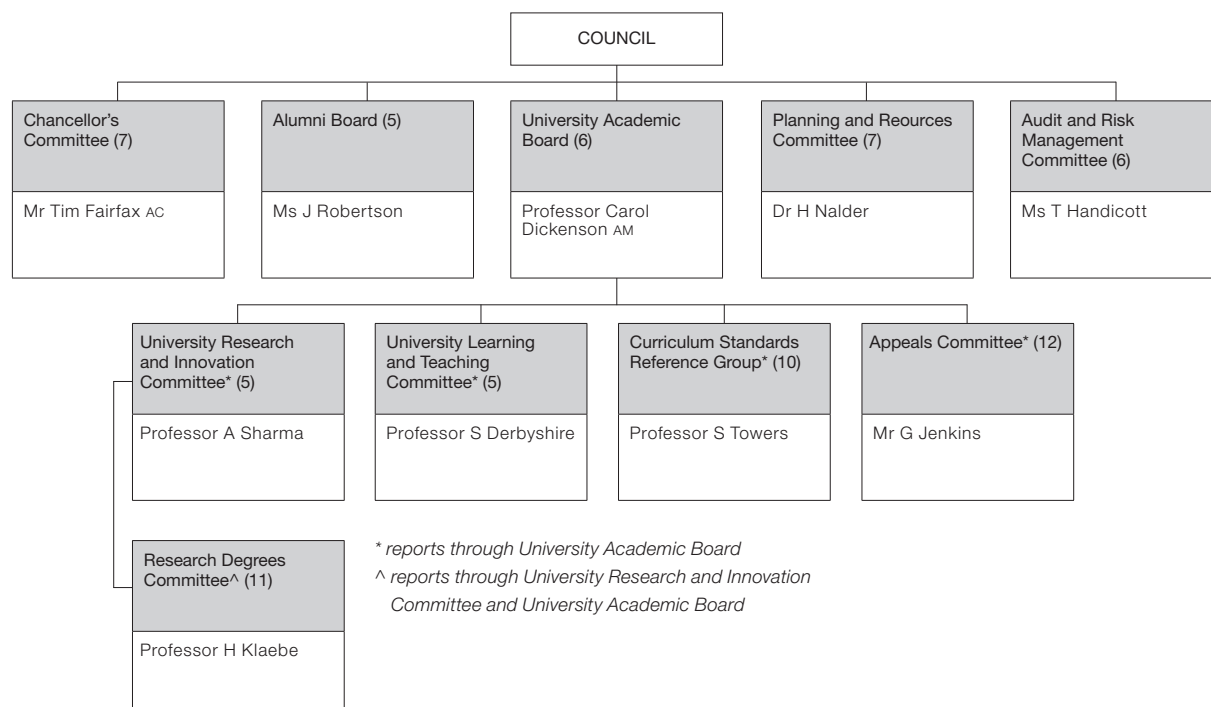 COUNCIL
Chancellor's
Committee (7)
Mr Tim Fairfax AC
Alumni Board (5)
Ms J Robertson
University Academic
Board (6)
Professor Carol
Dickenson AM
Planning and Reources
Committee (7)
Dr H Nalder
Audit and Risk
Management
Committee (6)
Ms T Handicott
University Research
and Innovation
Committee* (5)
Professor A Sharma
University Learning
and Teaching
Committee* (5)
Professor S Derbyshire
Curriculum Standards
Reference Group* (10)
Professor S Towers
Appeals Committee* (12)
Mr G Jenkins
Research Degrees
Committee^ (11)
Professor H Klaebe
* reports through University Academic Board
^ reports through University Research and Innovation
Committee and University Academic Board